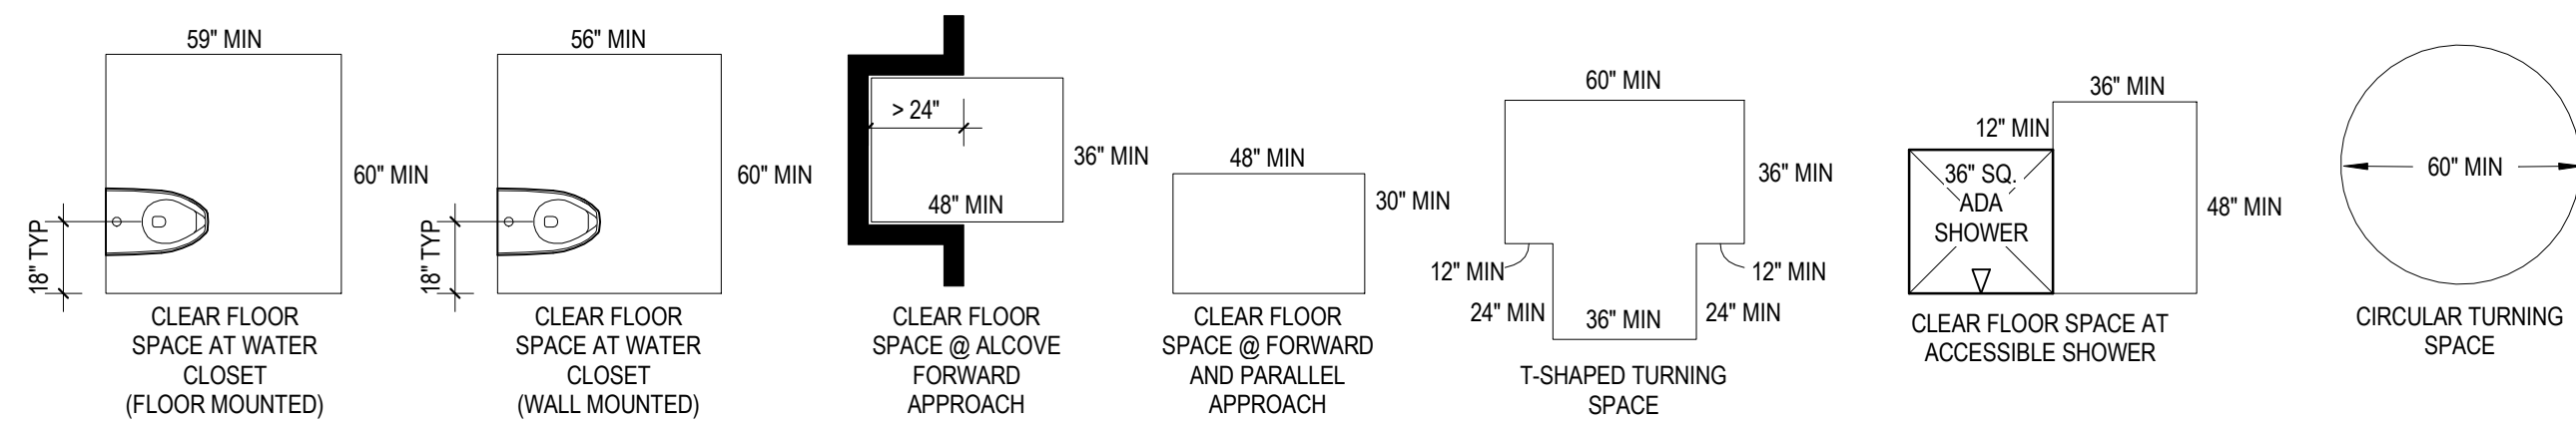 59" MIN
60" MIN
18" TYP
CLEAR FLOOR
SPACE AT WATER
CLOSET
(FLOOR MOUNTED)
56" MIN
60" MIN
18" TYP
CLEAR FLOOR
SPACE AT WATER
CLOSET
(WALL MOUNTED)
> 24"
36" MIN
48" MIN
CLEAR FLOOR
SPACE @ ALCOVE
FORWARD
APPROACH
48" MIN
30" MIN
CLEAR FLOOR
SPACE @ FORWARD
AND PARALLEL
APPROACH
60" MIN
36" MIN
12" MIN
12" MIN
24" MIN
36" MIN
24" MIN
T-SHAPED TURNING
SPACE
36" MIN
12" MIN
36" SQ.
ADA
SHOWER
48" MIN
CLEAR FLOOR SPACE AT
ACCESSIBLE SHOWER
60" MIN
CIRCULAR TURNING
SPACE